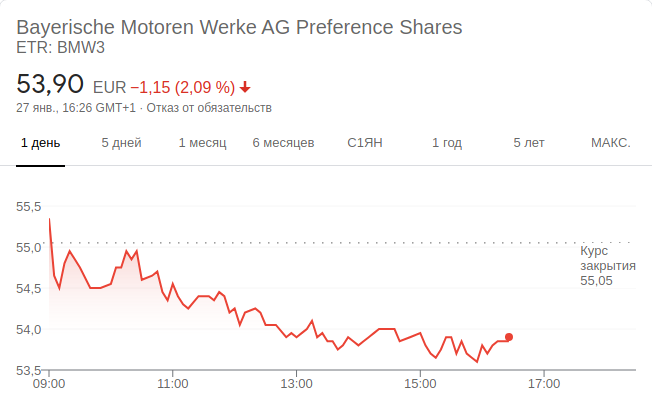 Bayerische Motoren Werke AG Preference Shares
ETR: BMW3
53,90 EUR −1,15 (2,09 %)
27 янв., 16:26 GMT+1 · Отказ от обязательств
1 день 5 дней 1 месяц 6 месяцев С1ЯН 1 год 5 лет МАКС.
55,5
55,0
54,5
54,0
53,5
Курс
закрытия
55,05
09:00 11:00 13:00 15:00 17:00